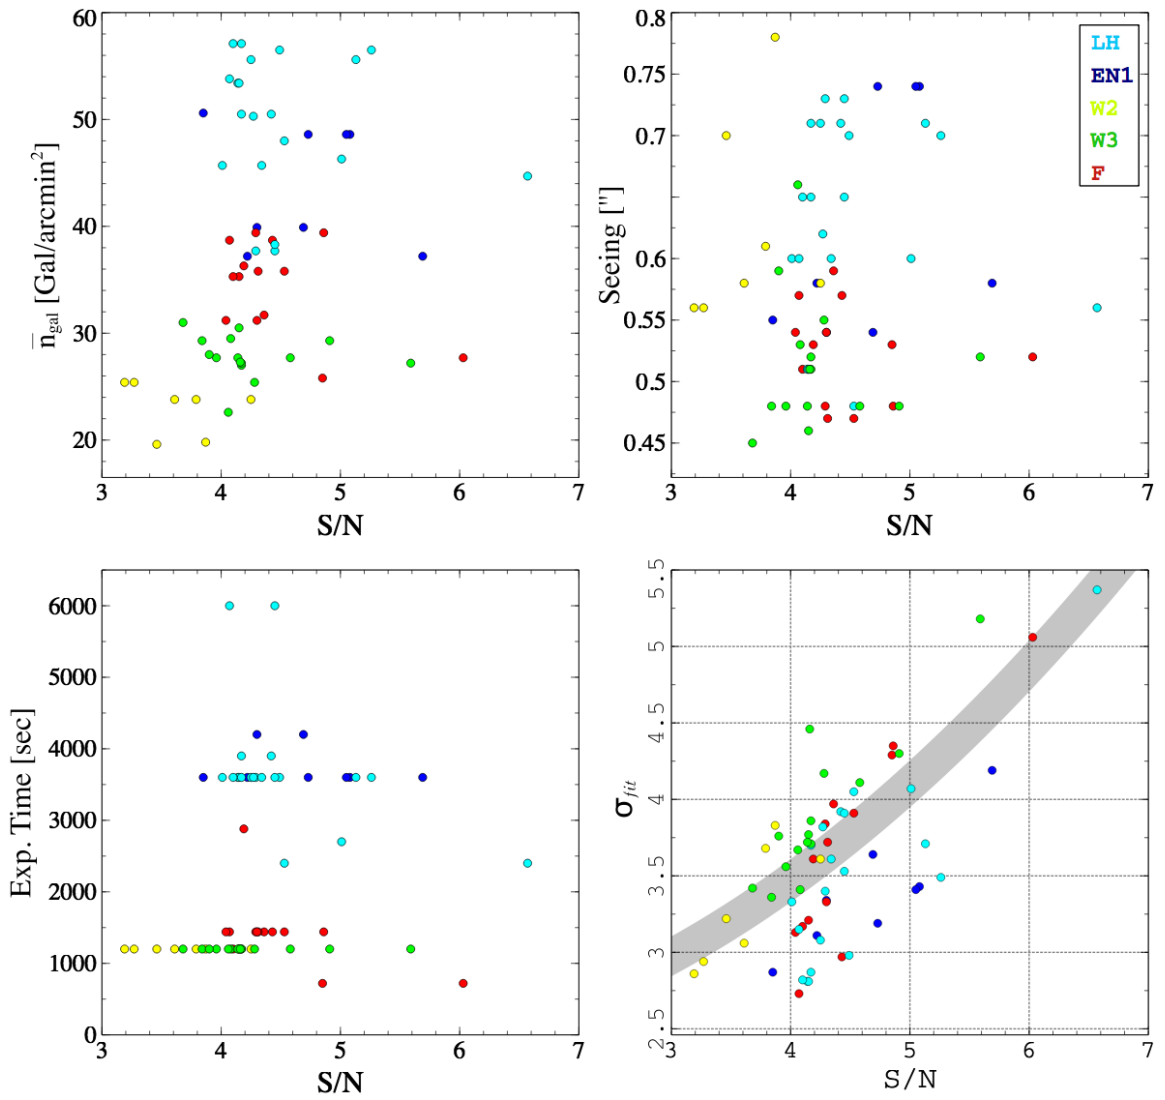 60
50
40
30
20
n̅gal [Gal/arcmin²]
3 4 5 6 7
S/N
0.8
0.75
0.7
0.65
0.6
0.55
0.5
0.45
Seeing ["]
LH
EN1
W2
W3
F
3 4 5 6 7
S/N
6000
5000
4000
3000
2000
1000
0
Exp. Time [sec]
3 4 5 6 7
S/N
5.5
5
4.5
4
3.5
3
2.5
σfit
3 4 5 6 7
S/N